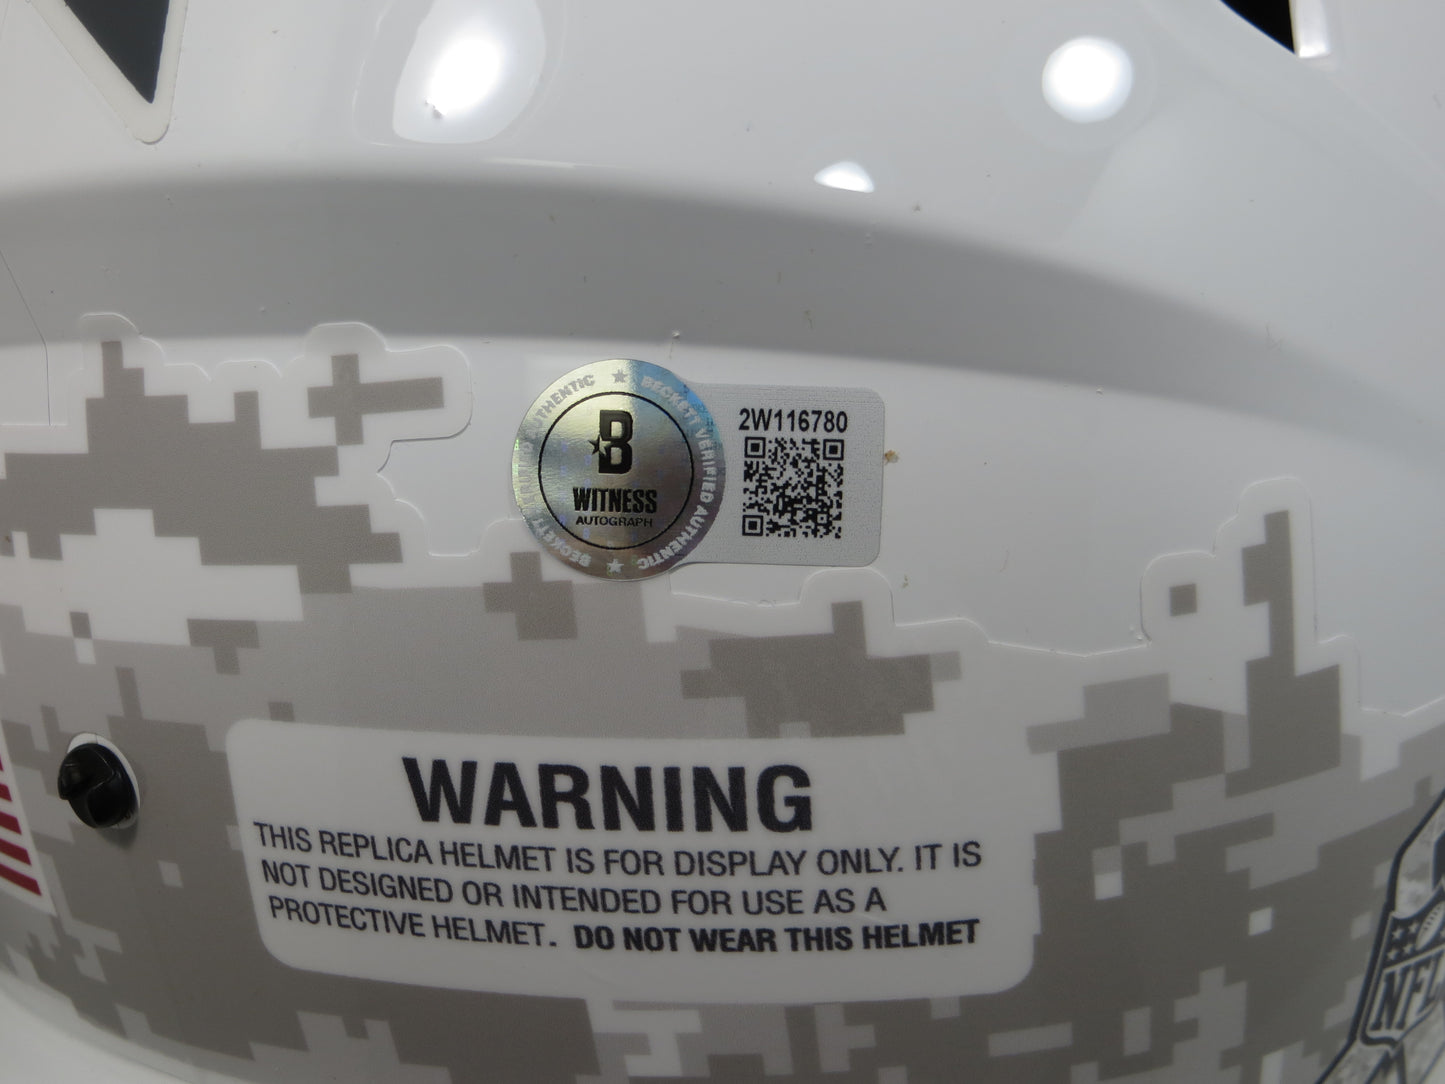 BECKETT VERIFIED AUTHENTIC ★
BECKETT AUTHENTIC ★
B
WITNESS
AUTOGRAPH
2W116780
WARNING
THIS REPLICA HELMET IS FOR DISPLAY ONLY. IT IS
NOT DESIGNED OR INTENDED FOR USE AS A
PROTECTIVE HELMET. DO NOT WEAR THIS HELMET
NFL